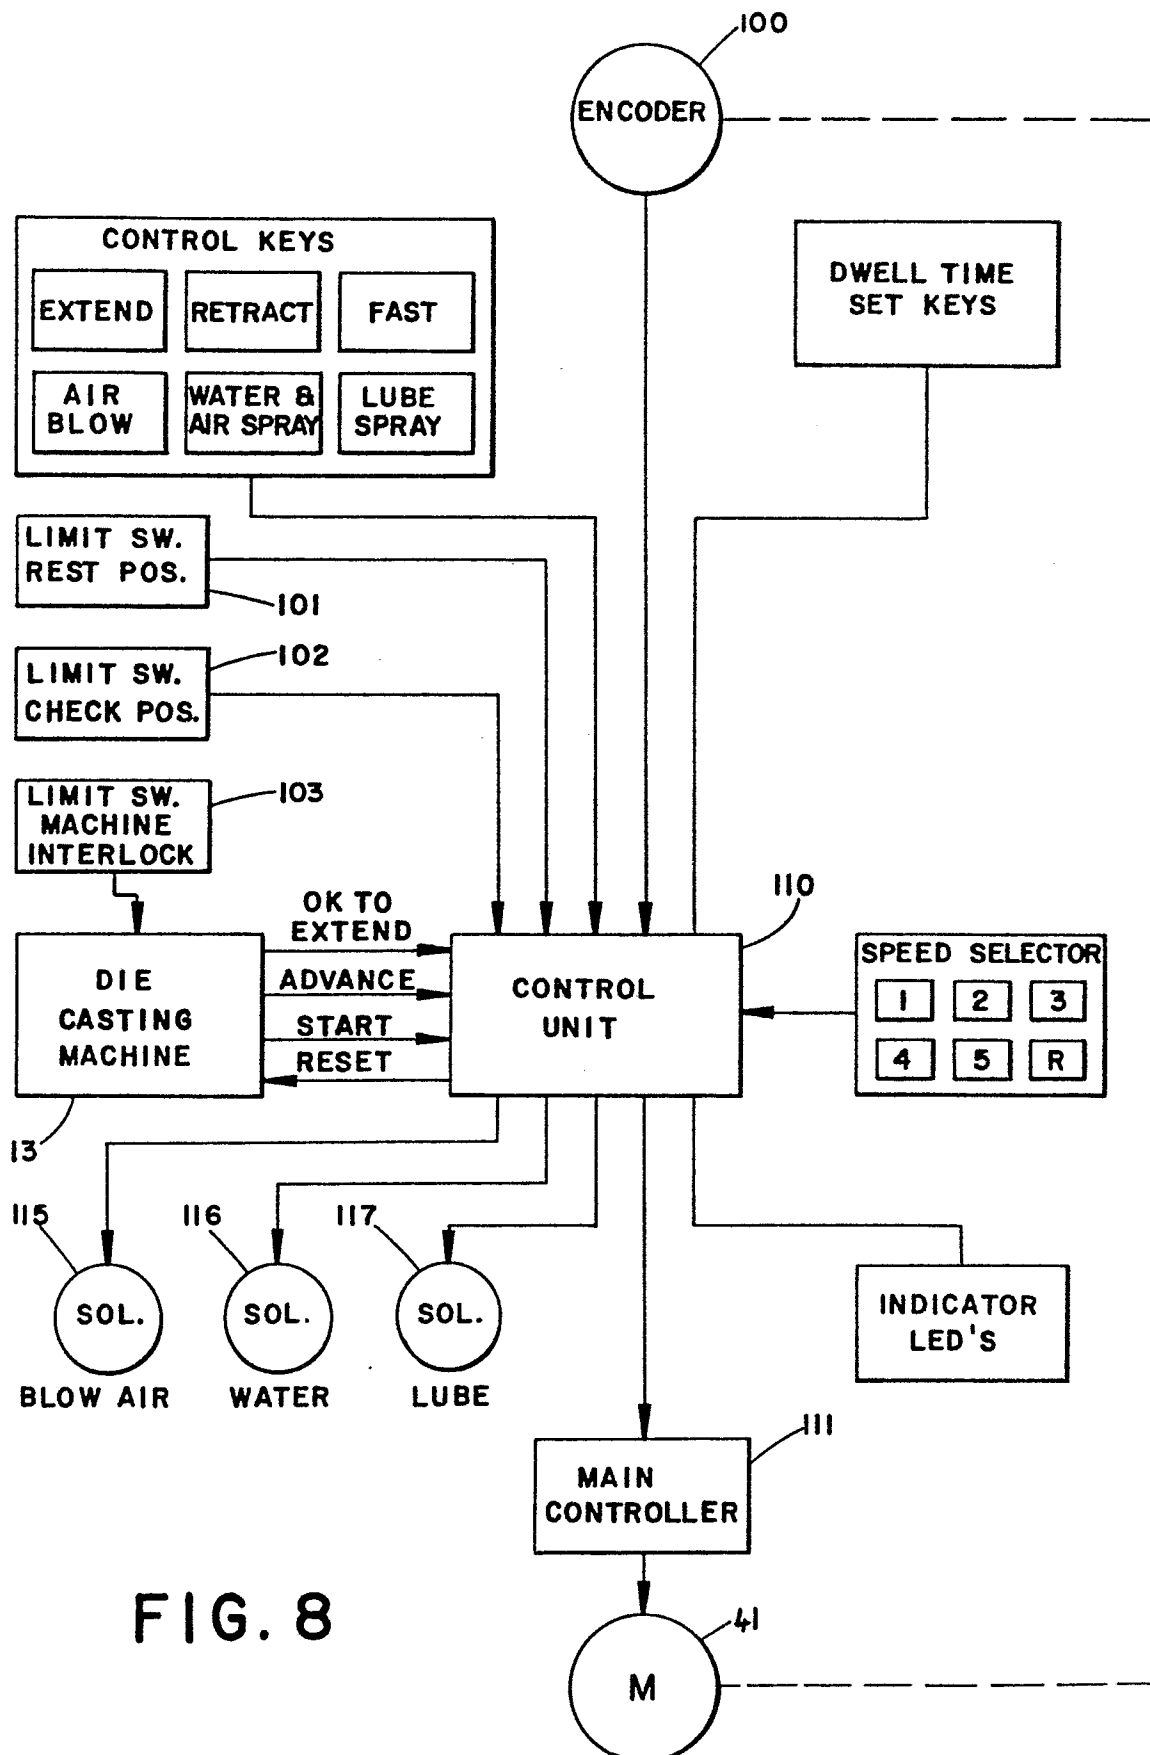 100
ENCODER
CONTROL KEYS
EXTEND
RETRACT
FAST
AIR
BLOW
WATER &
AIR SPRAY
LUBE
SPRAY
DWELL TIME
SET KEYS
LIMIT SW.
REST POS.
101
LIMIT SW.
CHECK POS.
102
LIMIT SW.
MACHINE
INTERLOCK
103
DIE
CASTING
MACHINE
13
OK TO
EXTEND
ADVANCE
START
RESET
CONTROL
UNIT
110
SPEED SELECTOR
1
2
3
4
5
R
115
SOL.
BLOW AIR
116
SOL.
WATER
117
SOL.
LUBE
INDICATOR
LED'S
111
MAIN
CONTROLLER
41
M
FIG. 8